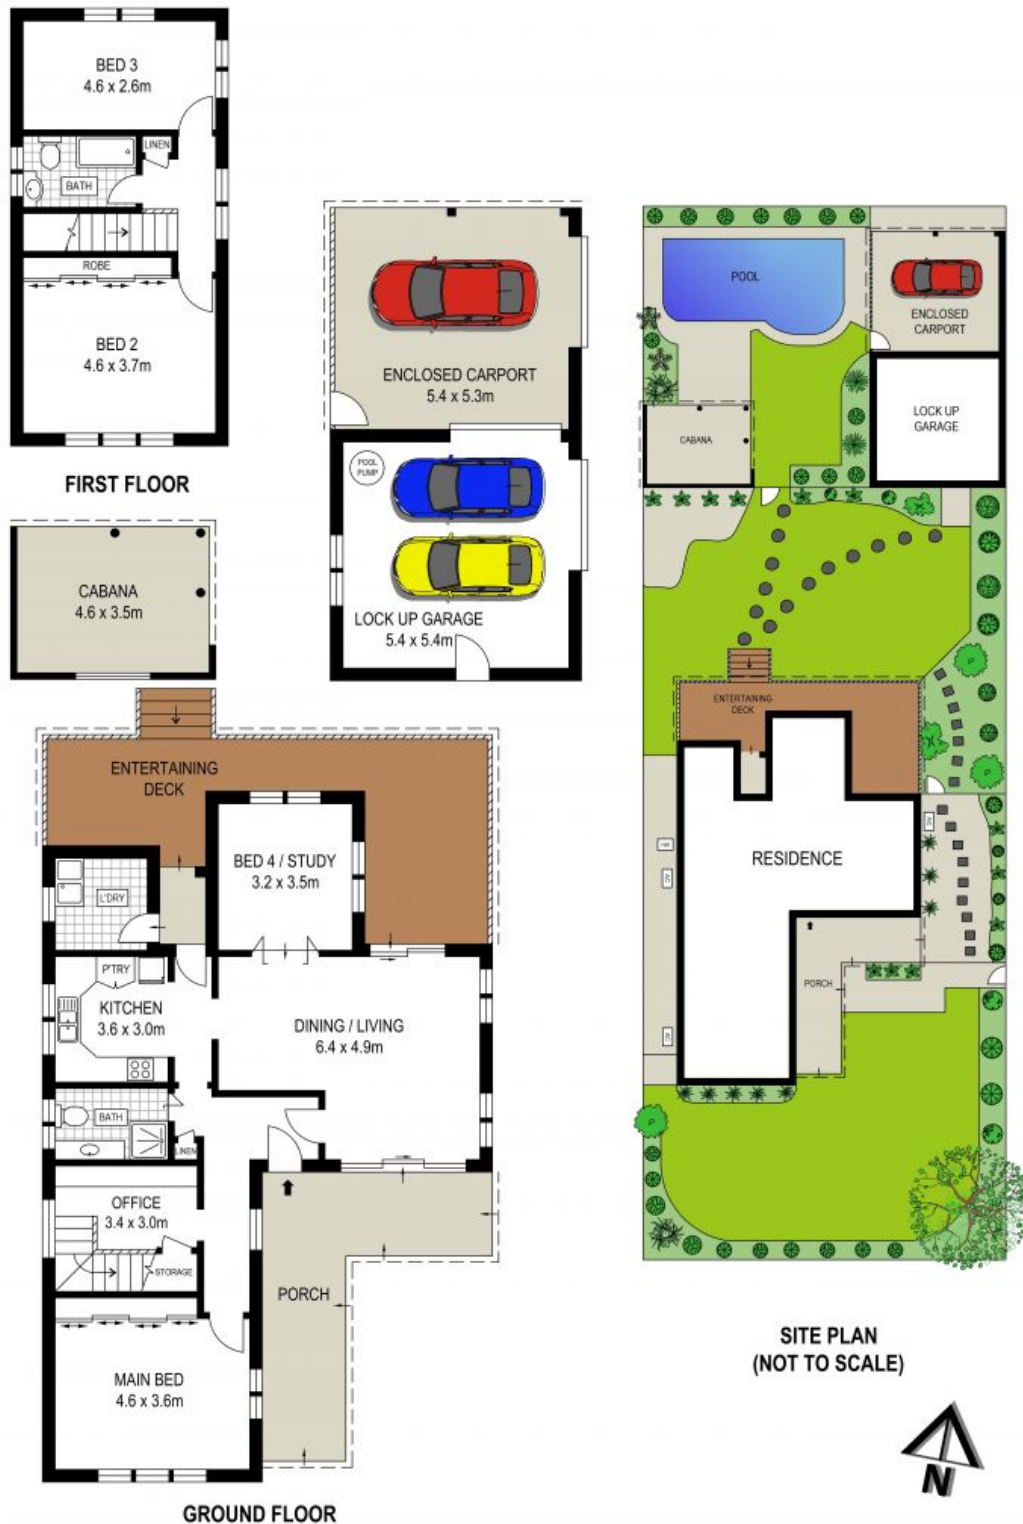 BED 3
4.6 x 2.6m
LINEN
BATH
ROBE
BED 2
4.6 x 3.7m
FIRST FLOOR
ENCLOSED CARPORT
5.4 x 5.3m
POOL
PUMP
LOCK UP GARAGE
5.4 x 5.4m
CABANA
4.6 x 3.5m
ENTERTAINING
DECK
BED 4 / STUDY
3.2 x 3.5m
L'DRY
P'TRY
KITCHEN
3.6 x 3.0m
DINING / LIVING
6.4 x 4.9m
BATH
LINEN
OFFICE
3.4 x 3.0m
STORAGE
PORCH
MAIN BED
4.6 x 3.6m
GROUND FLOOR
POOL
ENCLOSED
CARPORT
LOCK UP
GARAGE
CABANA
ENTERTAINING
DECK
RESIDENCE
HW
AC
AC
AC
PORCH
SITE PLAN
(NOT TO SCALE)
N